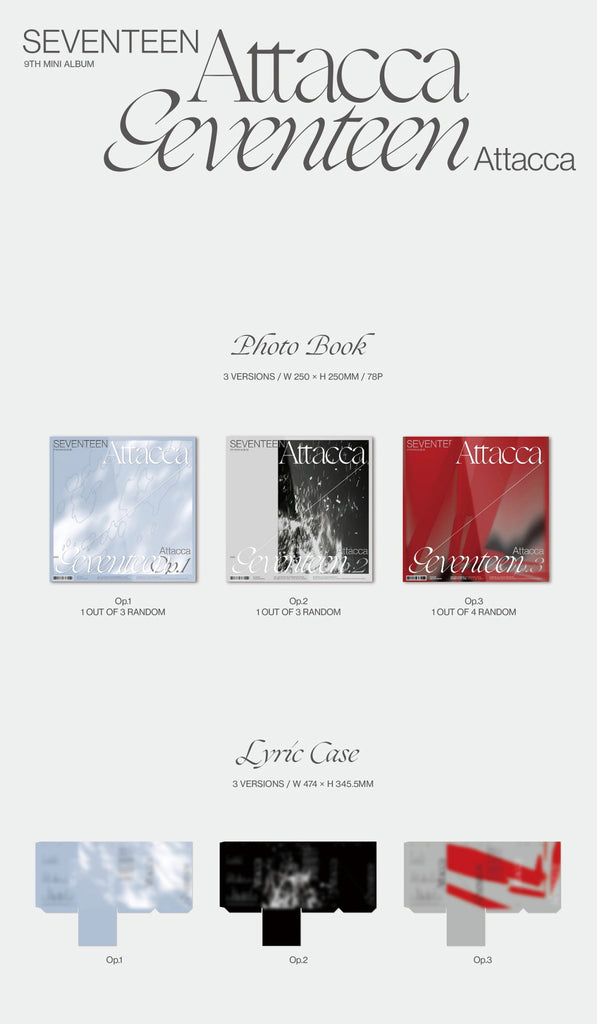 SEVENTEEN
9TH MINI ALBUM
Attacca
Seventeen Attacca
Photo Book
3 VERSIONS / W 250 × H 250MM / 78P
SEVENTEEN
Attacca
Attacca
Seventeen Op.1
SEVENTEEN
Attacca
Attacca
Seventeen .2
SEVENTEE
Attacca
Attacca
Seventeen .3
Op.1
1 OUT OF 3 RANDOM
Op.2
1 OUT OF 3 RANDOM
Op.3
1 OUT OF 4 RANDOM
Lyric Case
3 VERSIONS / W 474 × H 345.5MM
Op.1
Op.2
Op.3